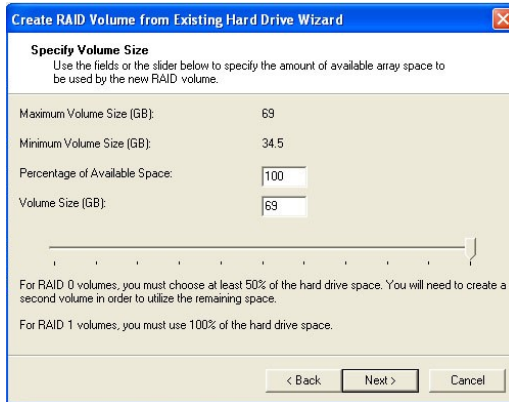 Create RAID Volume from Existing Hard Drive Wizard
Specify Volume Size
Use the fields or the slider below to specify the amount of available array space to
be used by the new RAID volume.
Maximum Volume Size (GB): 69
Minimum Volume Size (GB): 34.5
Percentage of Available Space: 100
Volume Size (GB): 69
For RAID 0 volumes, you must choose at least 50% of the hard drive space. You will need to create a
second volume in order to utilize the remaining space.
For RAID 1 volumes, you must use 100% of the hard drive space.
< Back Next > Cancel